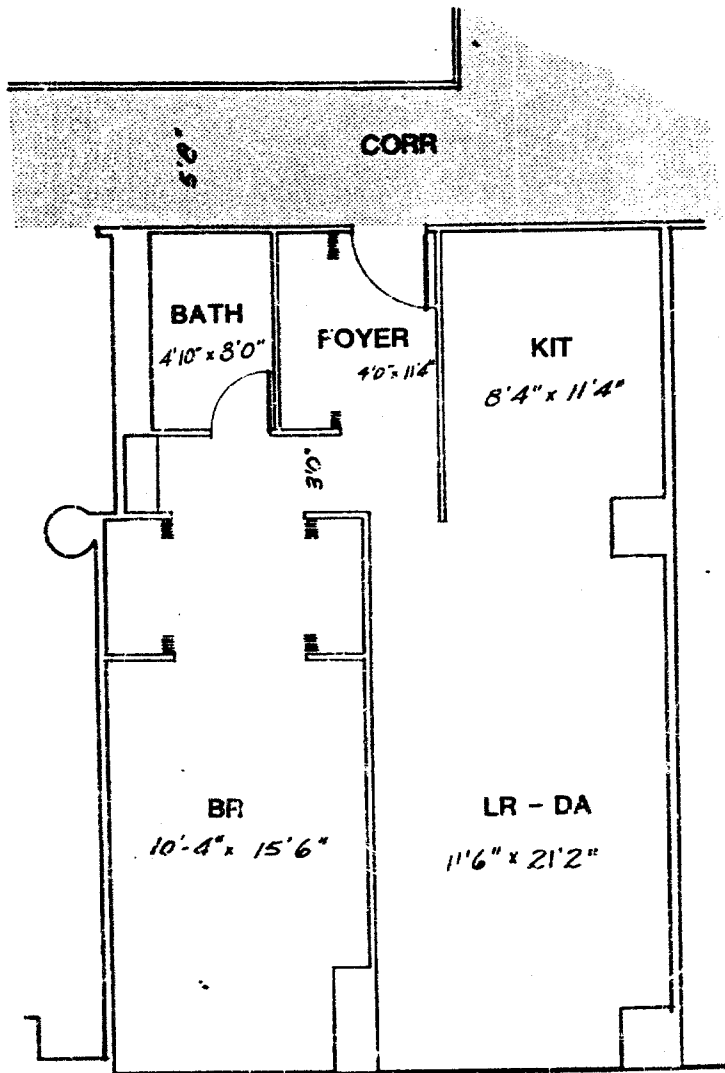 CORR
5'8"
BATH
4'10" x 8'0"
FOYER
4'0" x 11'4"
KIT
8'4" x 11'4"
3'0"
BR
10'-4" x 15'6"
LR - DA
11'6" x 21'2"